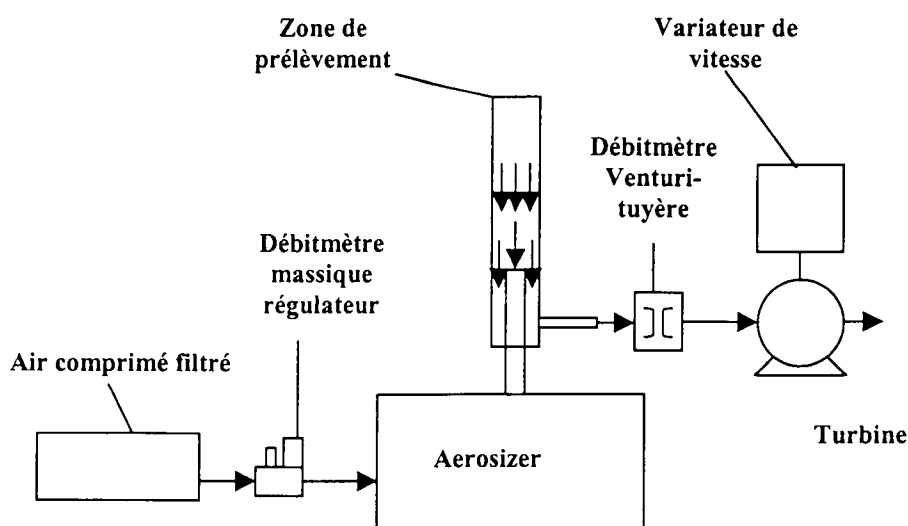 Zone de
prélèvement
Variateur de
vitesse
Débitmètre
Venturi-
tuyère
Débitmètre
massique
régulateur
Air comprimé filtré
Aerosizer
Turbine